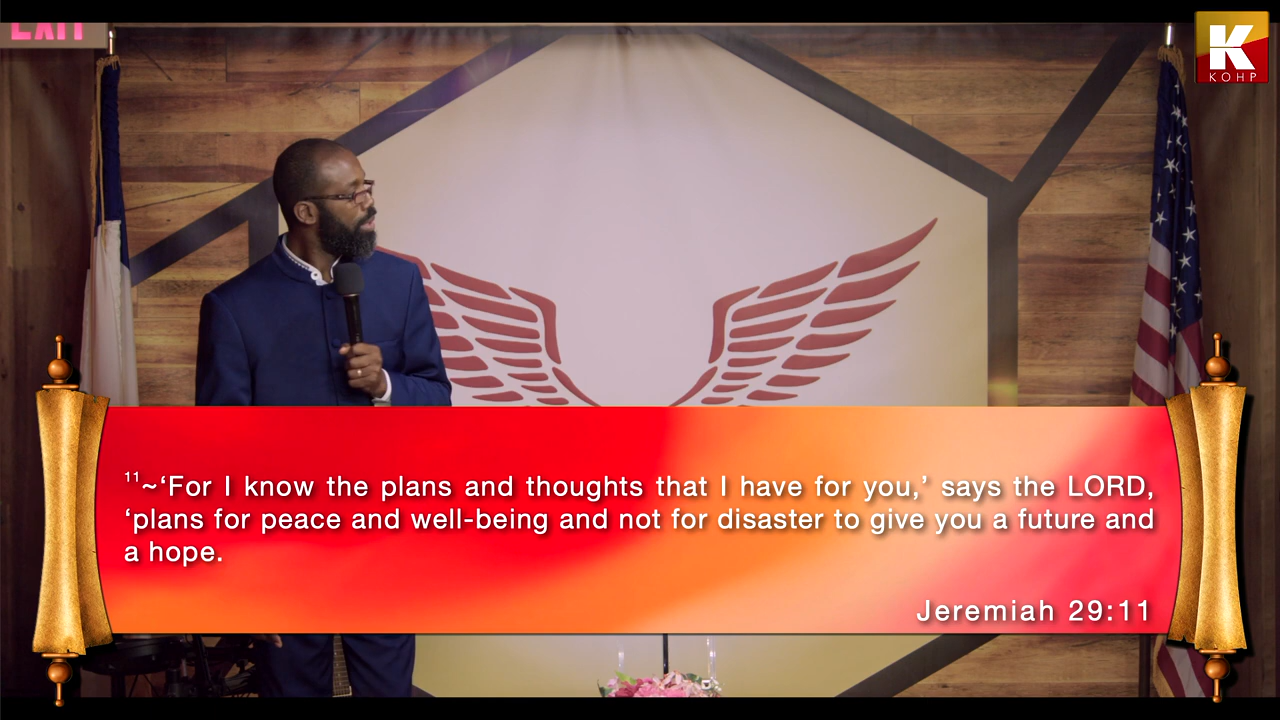 EXIT
K
KOHP
11~‘For I know the plans and thoughts that I have for you,’ says the LORD,
‘plans for peace and well-being and not for disaster to give you a future and
a hope.
Jeremiah 29:11